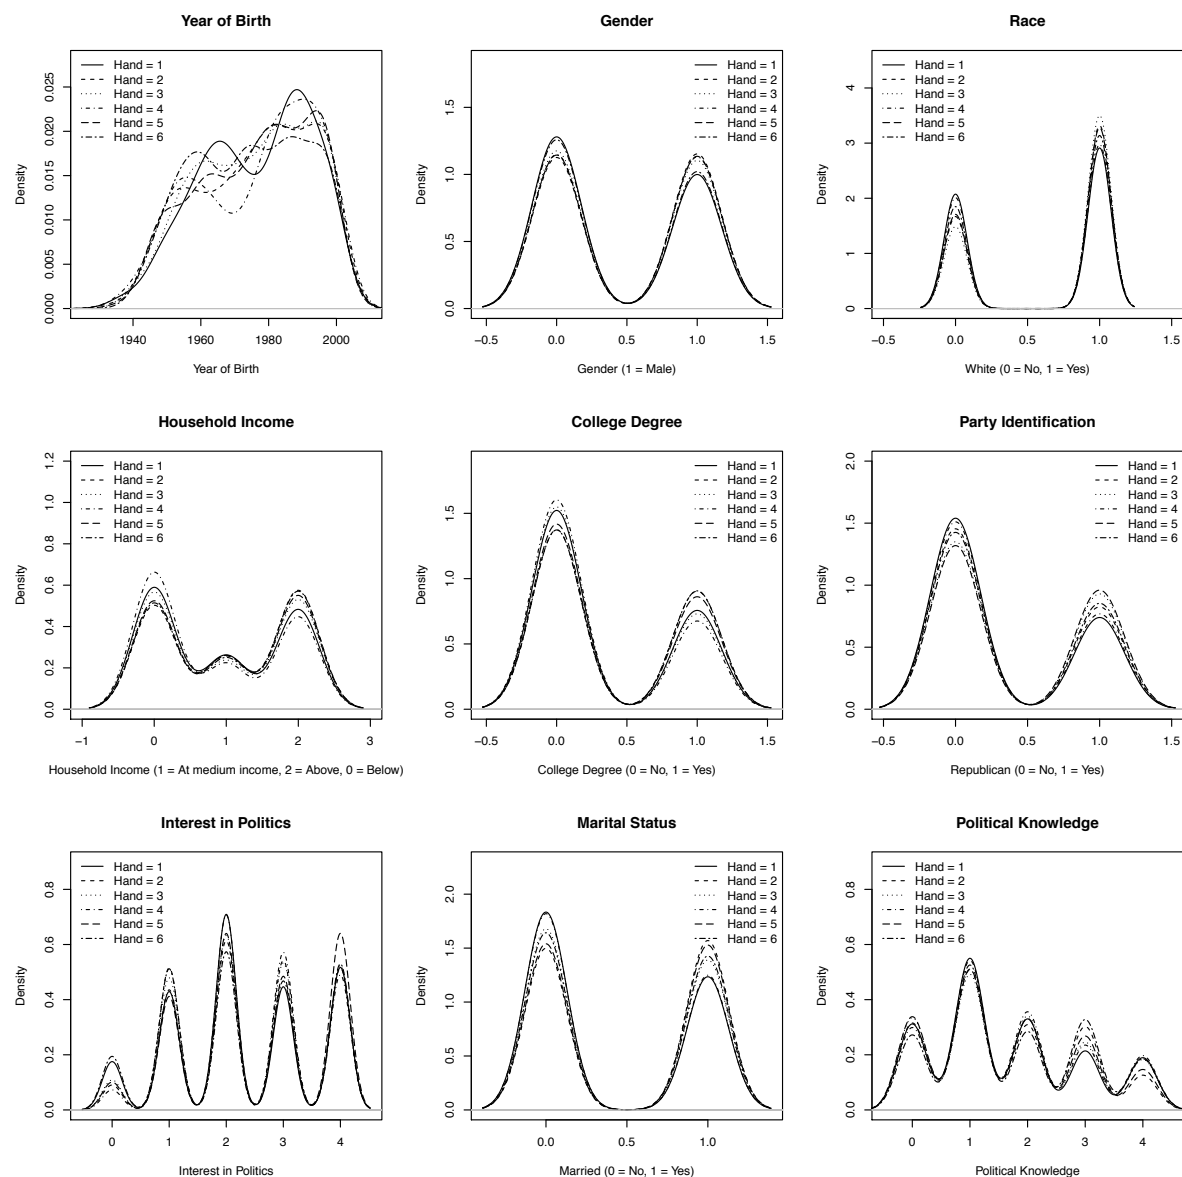 Year of Birth
Hand = 1
Hand = 2
Hand = 3
Hand = 4
Hand = 5
Hand = 6
Density
0.000 0.005 0.010 0.015 0.020 0.025
1940 1960 1980 2000
Year of Birth
Gender
Hand = 1
Hand = 2
Hand = 3
Hand = 4
Hand = 5
Hand = 6
Density
0.0 0.5 1.0 1.5
−0.5 0.0 0.5 1.0 1.5
Gender (1 = Male)
Race
Hand = 1
Hand = 2
Hand = 3
Hand = 4
Hand = 5
Hand = 6
Density
0 1 2 3 4
−0.5 0.0 0.5 1.0 1.5
White (0 = No, 1 = Yes)
Household Income
Hand = 1
Hand = 2
Hand = 3
Hand = 4
Hand = 5
Hand = 6
Density
0.0 0.2 0.4 0.6 0.8 1.0 1.2
−1 0 1 2 3
Household Income (1 = At medium income, 2 = Above, 0 = Below)
College Degree
Hand = 1
Hand = 2
Hand = 3
Hand = 4
Hand = 5
Hand = 6
Density
0.0 0.5 1.0 1.5
−0.5 0.0 0.5 1.0 1.5
College Degree (0 = No, 1 = Yes)
Party Identification
Hand = 1
Hand = 2
Hand = 3
Hand = 4
Hand = 5
Hand = 6
Density
0.0 0.5 1.0 1.5 2.0
−0.5 0.0 0.5 1.0 1.5
Republican (0 = No, 1 = Yes)
Interest in Politics
Hand = 1
Hand = 2
Hand = 3
Hand = 4
Hand = 5
Hand = 6
Density
0.0 0.2 0.4 0.6 0.8
0 1 2 3 4
Interest in Politics
Marital Status
Hand = 1
Hand = 2
Hand = 3
Hand = 4
Hand = 5
Hand = 6
Density
0.0 0.5 1.0 1.5 2.0
0.0 0.5 1.0
Married (0 = No, 1 = Yes)
Political Knowledge
Hand = 1
Hand = 2
Hand = 3
Hand = 4
Hand = 5
Hand = 6
Density
0.0 0.2 0.4 0.6 0.8
0 1 2 3 4
Political Knowledge